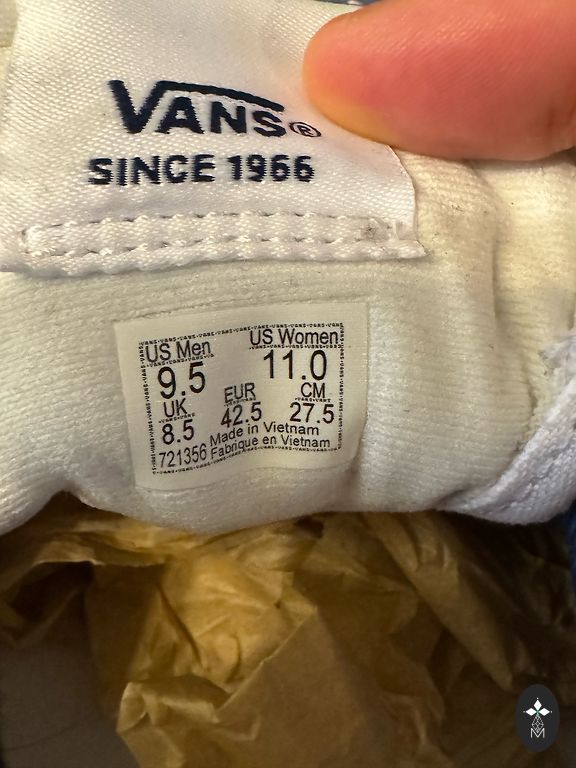 VANS®
SINCE 1966
US Men US Women
9.5 11.0
UK EUR CM
8.5 42.5 27.5
Made in Vietnam
721356 Fabriqué en Vietnam
M